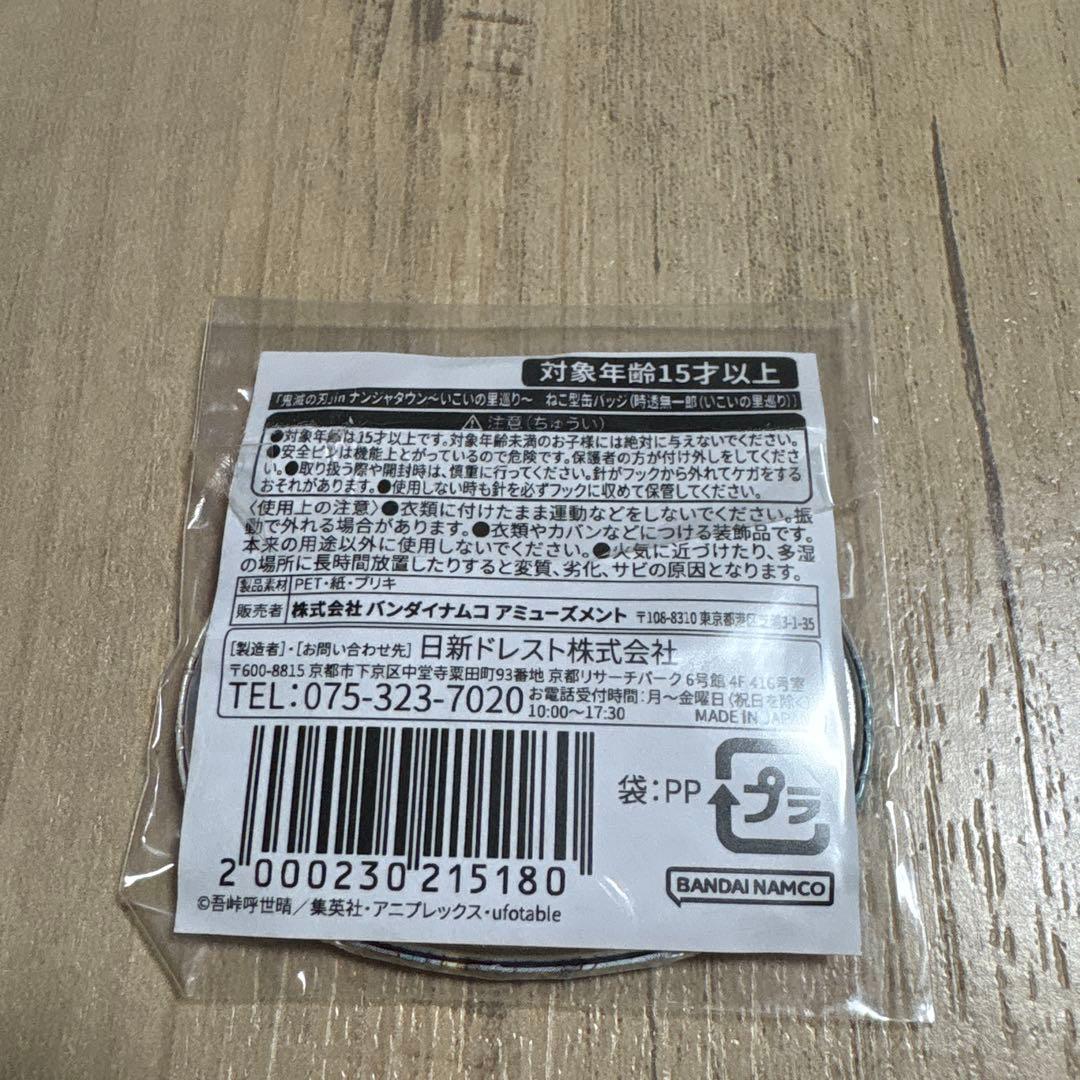 対象年齢15才以上
「鬼滅の刃」in ナンジャタウン～いこいの里巡り～ ねこ型缶バッジ(時透無一郎(いこいの里巡り))
⚠注意(ちゅうい)
●対象年齢は15才以上です。対象年齢未満のお子様には絶対に与えないでください。
●安全ピンは機能上とがっているので危険です。保護者の方が付け外しをしてくださ
い。●取り扱う際や開封時は、慎重に行ってください。針がフックから外れてケガをする
おそれがあります。●使用しない時も針を必ずフックに収めて保管してください。
〈使用上の注意〉●衣類に付けたまま運動などをしないでください。振
動で外れる場合があります。●衣類やカバンなどにつける装飾品です。
本来の用途以外に使用しないでください。●火気に近づけたり、多湿
の場所に長時間放置したりすると変質、劣化、サビの原因となります。
製品素材 PET・紙・ブリキ
販売者 株式会社 バンダイナムコ アミューズメント 〒108-8310 東京都港区芝浦3-1-35
[製造者]・[お問い合わせ先] 日新ドレスト株式会社
〒600-8815 京都市下京区中堂寺粟田町93番地 京都リサーチパーク 6号館 4F 416号室
TEL:075-323-7020 お電話受付時間:月～金曜日(祝日を除く)
10:00～17:30 MADE IN JAPAN
袋:PP プラ
2 000230 215180
BANDAI NAMCO
©吾峠呼世晴/集英社・アニプレックス・ufotable